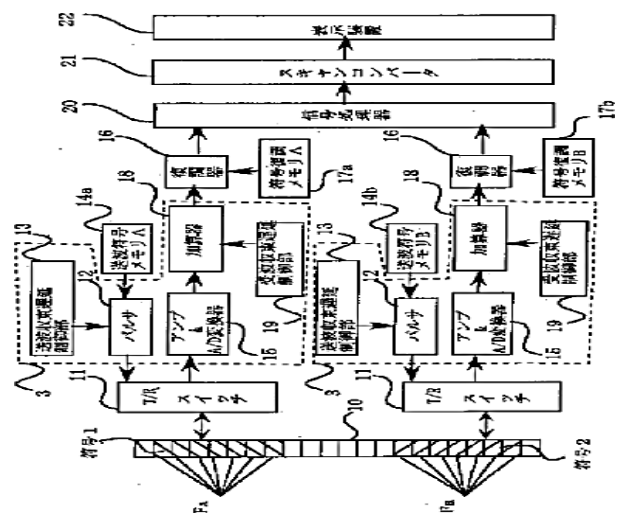 22
表示装置
21
スキャンコンバータ
20
信号処理器
16
復調器
符号復調
メモリA
17a
18
加算器
受波収束遅延
制御部
19
14a
送波符号
メモリA
13
送波収束遅延
制御部
12
パルサ
アンプ
&
A/D変換器
15
3
11
T/R
スイッチ
符号1
10
Fa
16
復調器
符号復調
メモリB
17b
18
加算器
受波収束遅延
制御部
19
14b
送波符号
メモリB
13
送波収束遅延
制御部
12
パルサ
アンプ
&
A/D変換器
15
3
11
T/R
スイッチ
符号2